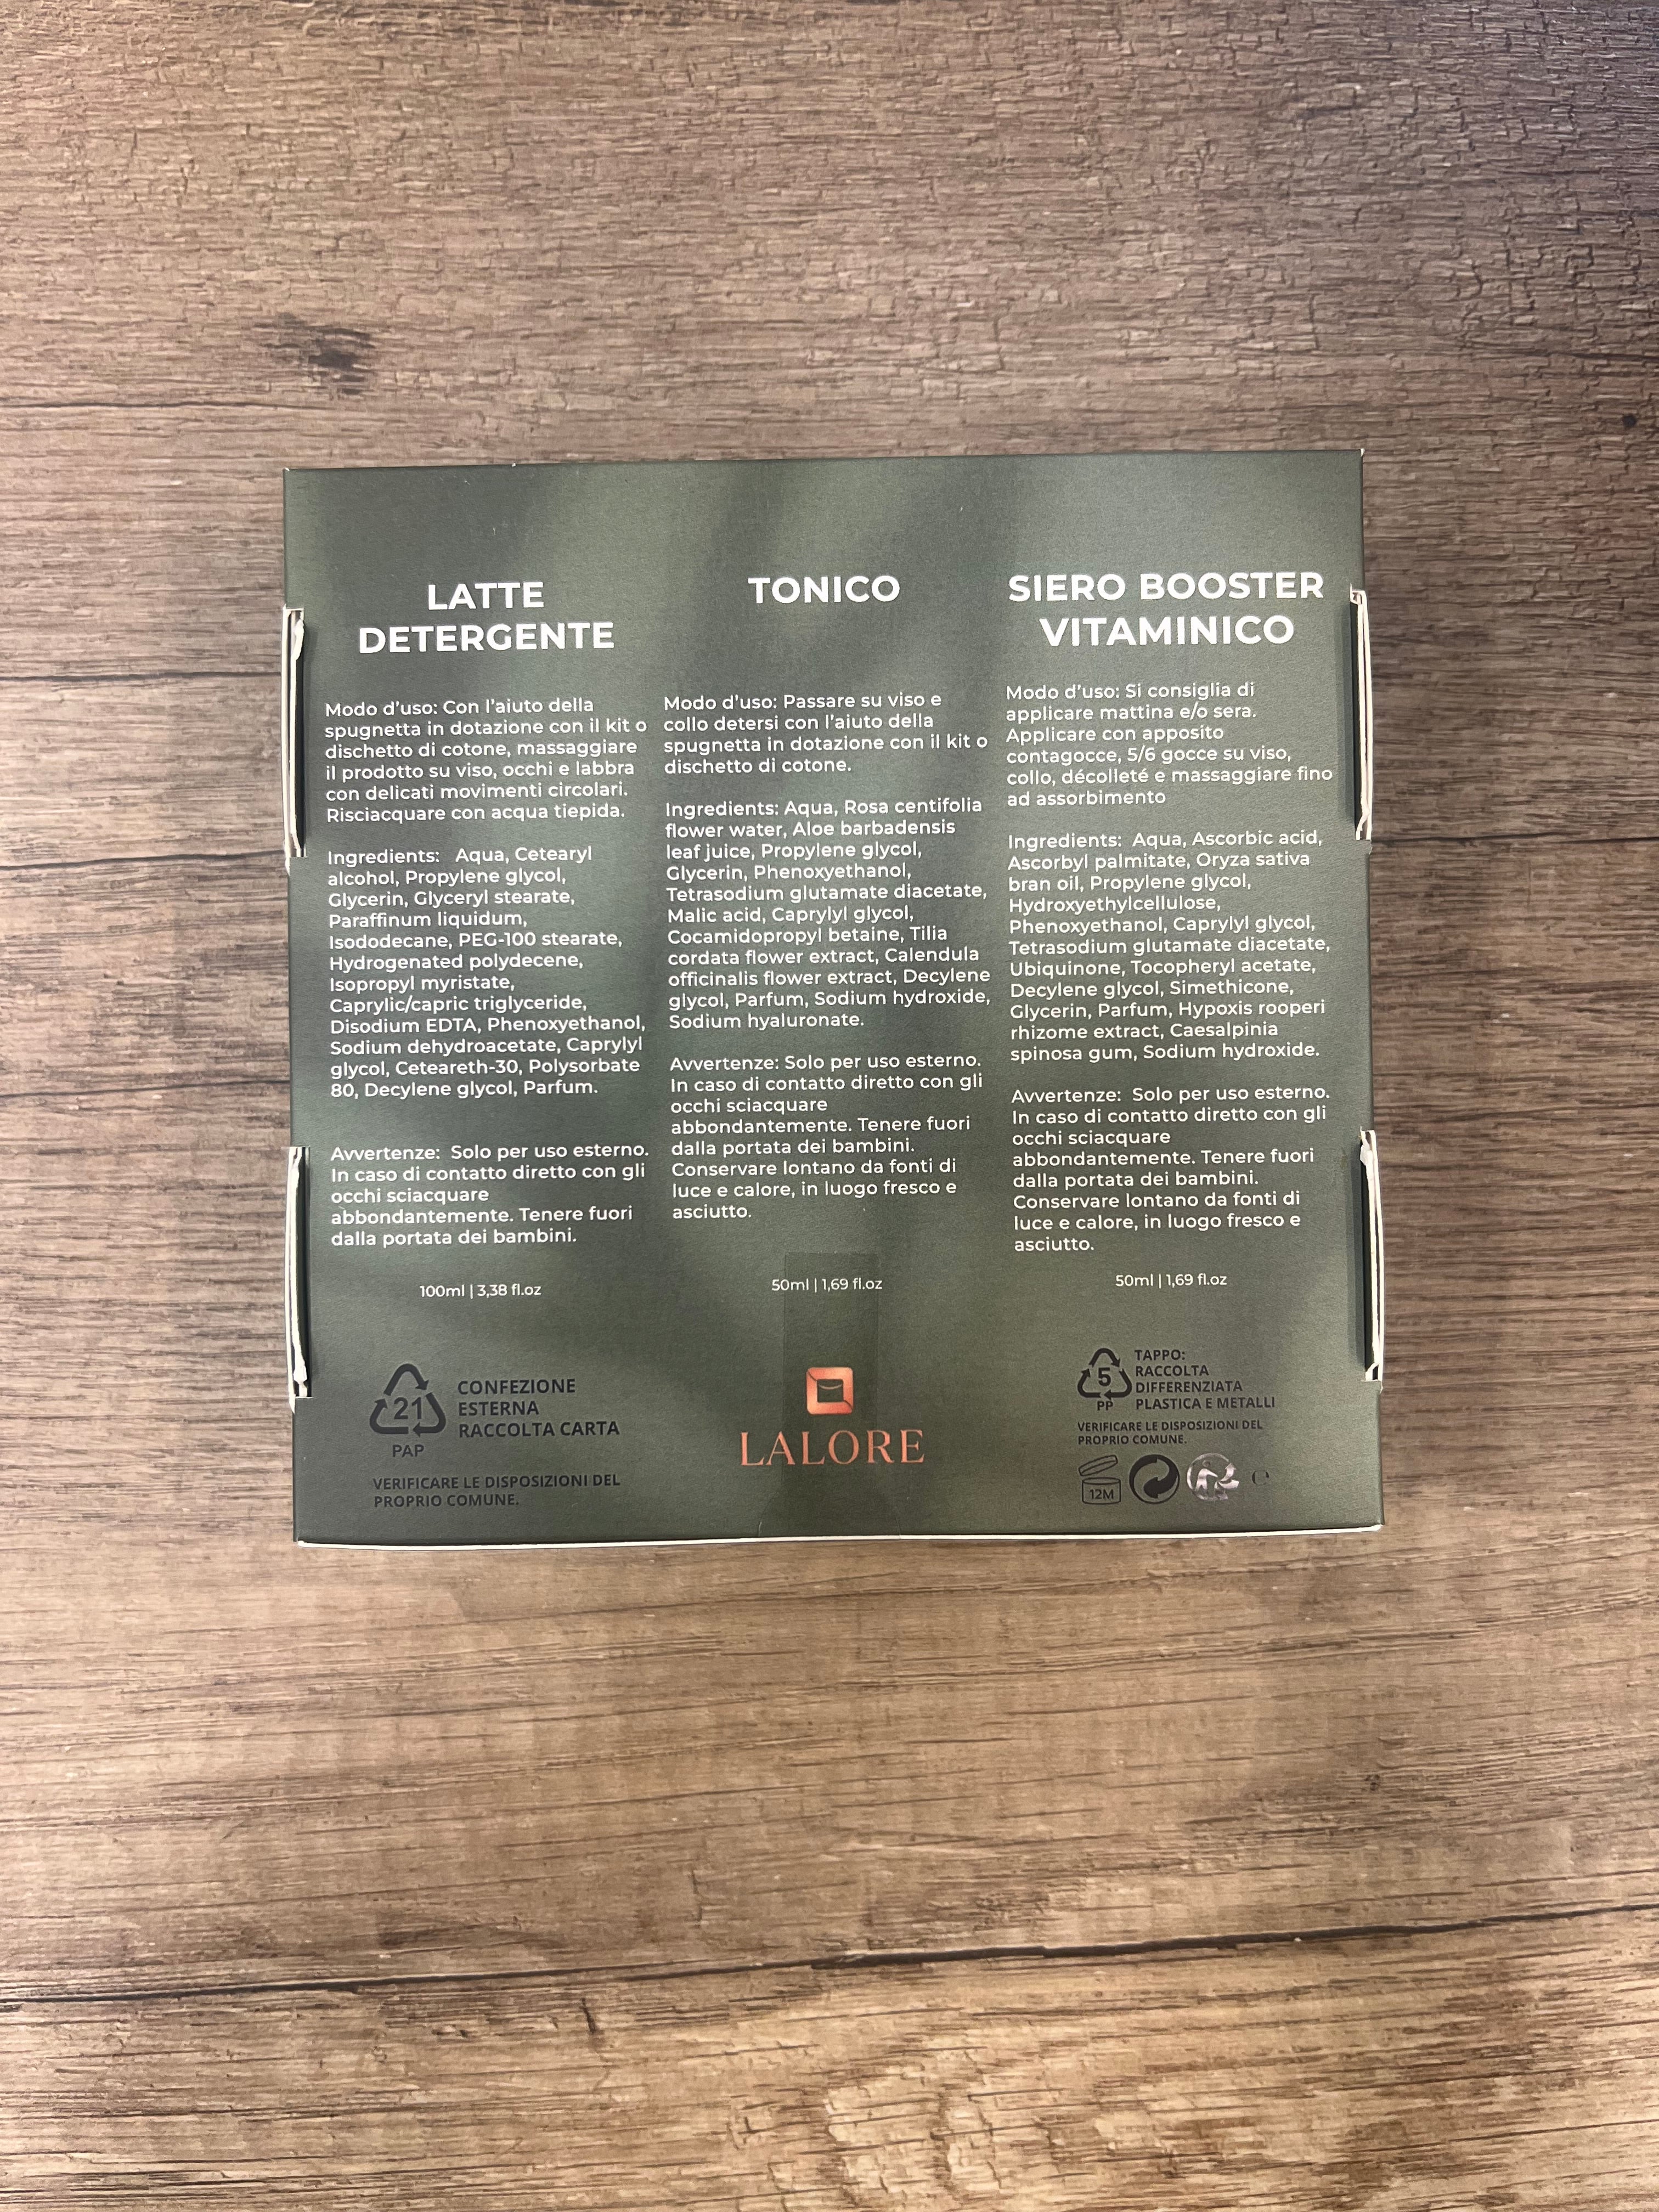 LATTE
DETERGENTE
Modo d'uso: Con l'aiuto della
spugnetta in dotazione con il kit o
dischetto di cotone, massaggiare
il prodotto su viso, occhi e labbra
con delicati movimenti circolari.
Risciacquare con acqua tiepida.
Ingredients: Aqua, Cetearyl
alcohol, Propylene glycol,
Glycerin, Glyceryl stearate,
Paraffinum liquidum,
Isododecane, PEG-100 stearate,
Hydrogenated polydecene,
Isopropyl myristate,
Caprylic/capric triglyceride,
Disodium EDTA, Phenoxyethanol,
Sodium dehydroacetate, Caprylyl
glycol, Ceteareth-30, Polysorbate
80, Decylene glycol, Parfum.
Avvertenze: Solo per uso esterno.
In caso di contatto diretto con gli
occhi sciacquare
abbondantemente. Tenere fuori
dalla portata dei bambini.
100ml | 3,38 fl.oz
21
PAP
CONFEZIONE
ESTERNA
RACCOLTA CARTA
VERIFICARE LE DISPOSIZIONI DEL
PROPRIO COMUNE.
TONICO
Modo d'uso: Passare su viso e
collo detersi con l'aiuto della
spugnetta in dotazione con il kit o
dischetto di cotone.
Ingredients: Aqua, Rosa centifolia
flower water, Aloe barbadensis
leaf juice, Propylene glycol,
Glycerin, Phenoxyethanol,
Tetrasodium glutamate diacetate,
Malic acid, Caprylyl glycol,
Cocamidopropyl betaine, Tilia
cordata flower extract, Calendula
officinalis flower extract, Decylene
glycol, Parfum, Sodium hydroxide,
Sodium hyaluronate.
Avvertenze: Solo per uso esterno.
In caso di contatto diretto con gli
occhi sciacquare
abbondantemente. Tenere fuori
dalla portata dei bambini.
Conservare lontano da fonti di
luce e calore, in luogo fresco e
asciutto.
50ml | 1,69 fl.oz
LALORE
SIERO BOOSTER
VITAMINICO
Modo d'uso: Si consiglia di
applicare mattina e/o sera.
Applicare con apposito
contagocce, 5/6 gocce su viso,
collo, décolleté e massaggiare fino
ad assorbimento
Ingredients: Aqua, Ascorbic acid,
Ascorbyl palmitate, Oryza sativa
bran oil, Propylene glycol,
Hydroxyethylcellulose,
Phenoxyethanol, Caprylyl glycol,
Tetrasodium glutamate diacetate,
Ubiquinone, Tocopheryl acetate,
Decylene glycol, Simethicone,
Glycerin, Parfum, Hypoxis rooperi
rhizome extract, Caesalpinia
spinosa gum, Sodium hydroxide.
Avvertenze: Solo per uso esterno.
In caso di contatto diretto con gli
occhi sciacquare
abbondantemente. Tenere fuori
dalla portata dei bambini.
Conservare lontano da fonti di
luce e calore, in luogo fresco e
asciutto.
50ml | 1,69 fl.oz
5
PP
TAPPO:
RACCOLTA
DIFFERENZIATA
PLASTICA E METALLI
VERIFICARE LE DISPOSIZIONI DEL
PROPRIO COMUNE.
12M
℮